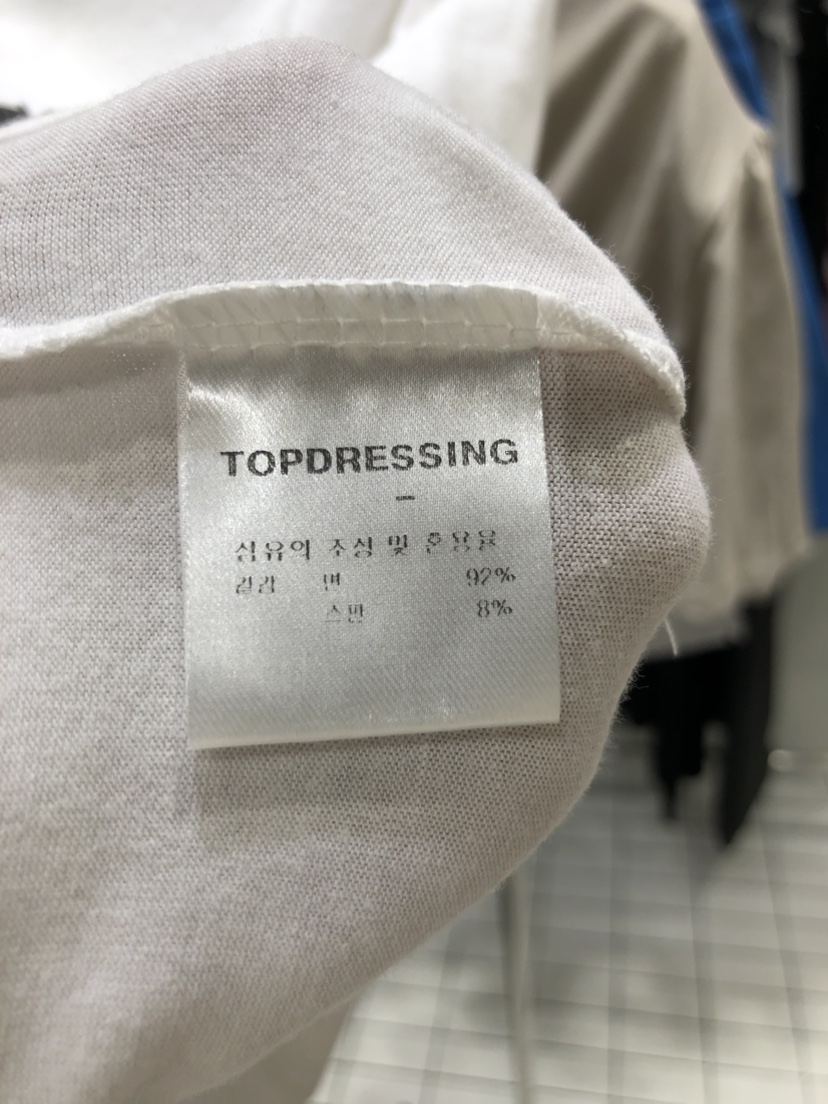 TOPDRESSING
–
섬유의 조성 및 혼용율
겉감 면 92%
스판 8%